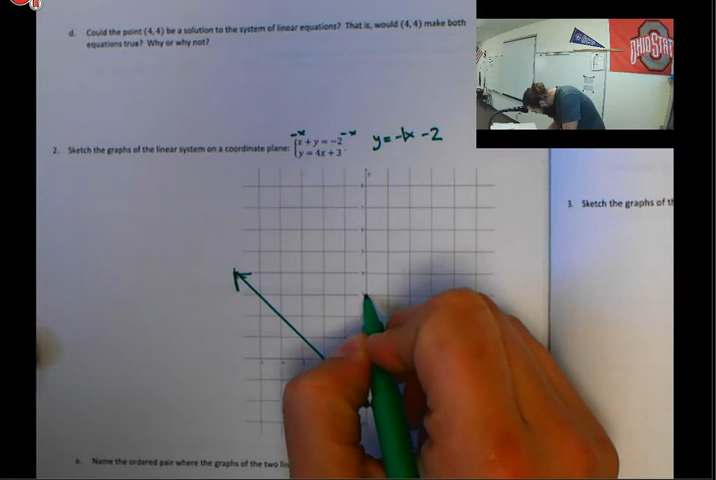 d. Could the point (4, 4) be a solution to the system of linear equations? That is, would (4, 4) make both
equations true? Why or why not?
OHIO STATE
-x -x y=-1x-2
2. Sketch the graphs of the linear system on a coordinate plane: { x + y = -2
y = 4x + 3 .
3. Sketch the graphs of th
a. Name the ordered pair where the graphs of the two lin